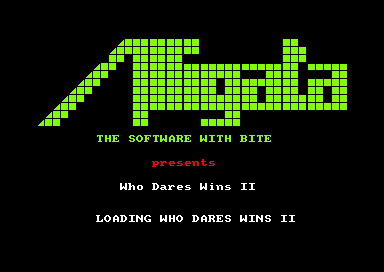 Alligata
THE SOFTWARE WITH BITE
presents
Who Dares Wins II
LOADING WHO DARES WINS II